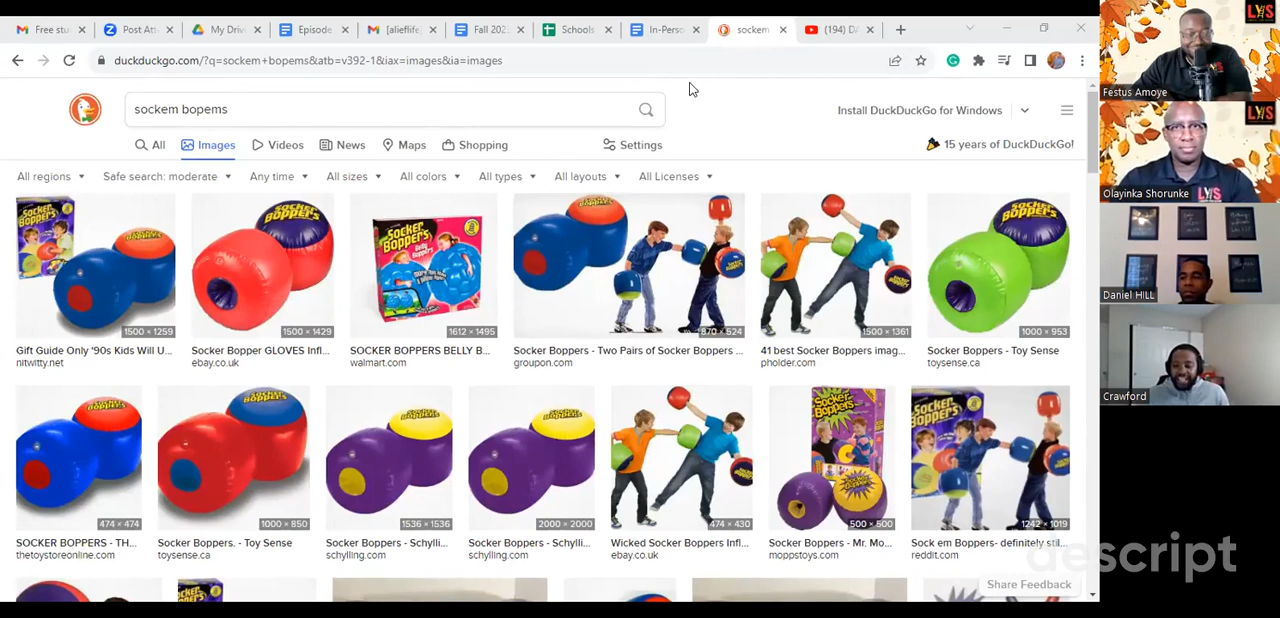 Free stu
Post Att
My Driv
Episode
[alieflife
Fall 202
Schools
In-Perso
sockem
(194) DA
duckduckgo.com/?q=sockem+bopems&atb=v392-1&iax=images&ia=images
sockem bopems
Install DuckDuckGo for Windows
All
Images
Videos
News
Maps
Shopping
Settings
15 years of DuckDuckGo!
All regions
Safe search: moderate
Any time
All sizes
All colors
All types
All layouts
All Licenses
1500 × 1259
1500 × 1429
1612 × 1495
870 × 524
1500 × 1361
1000 × 953
Gift Guide Only '90s Kids Will U...
Socker Bopper GLOVES Infl...
SOCKER BOPPERS BELLY B...
Socker Boppers - Two Pairs of Socker Boppers ...
41 best Socker Boppers imag...
Socker Boppers - Toy Sense
nitwitty.net
ebay.co.uk
walmart.com
groupon.com
pholder.com
toysense.ca
474 × 474
1000 × 850
1536 × 1536
2000 × 2000
474 × 430
500 × 500
1242 × 1019
SOCKER BOPPERS - TH...
Socker Boppers. - Toy Sense
Socker Boppers - Schylli...
Socker Boppers - Schylli...
Wicked Socker Boppers Inf...
Socker Boppers - Mr. Mo...
Sock em Boppers- definitely stil...
thetoystoreonline.com
toysense.ca
schylling.com
schylling.com
ebay.co.uk
moppstoys.com
reddit.com
Share Feedback
descript
Festus Amoye
Olayinka Shorunke
Daniel HILL
Crawford